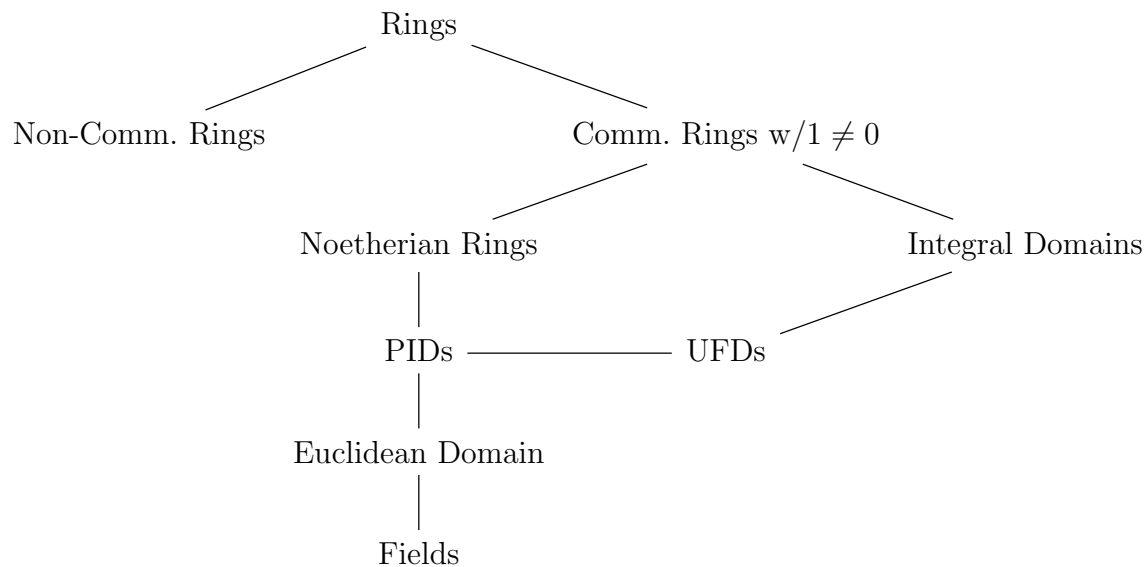 Rings
Non-Comm. Rings
Comm. Rings w/1 ≠ 0
Noetherian Rings
Integral Domains
PIDs
UFDs
Euclidean Domain
Fields